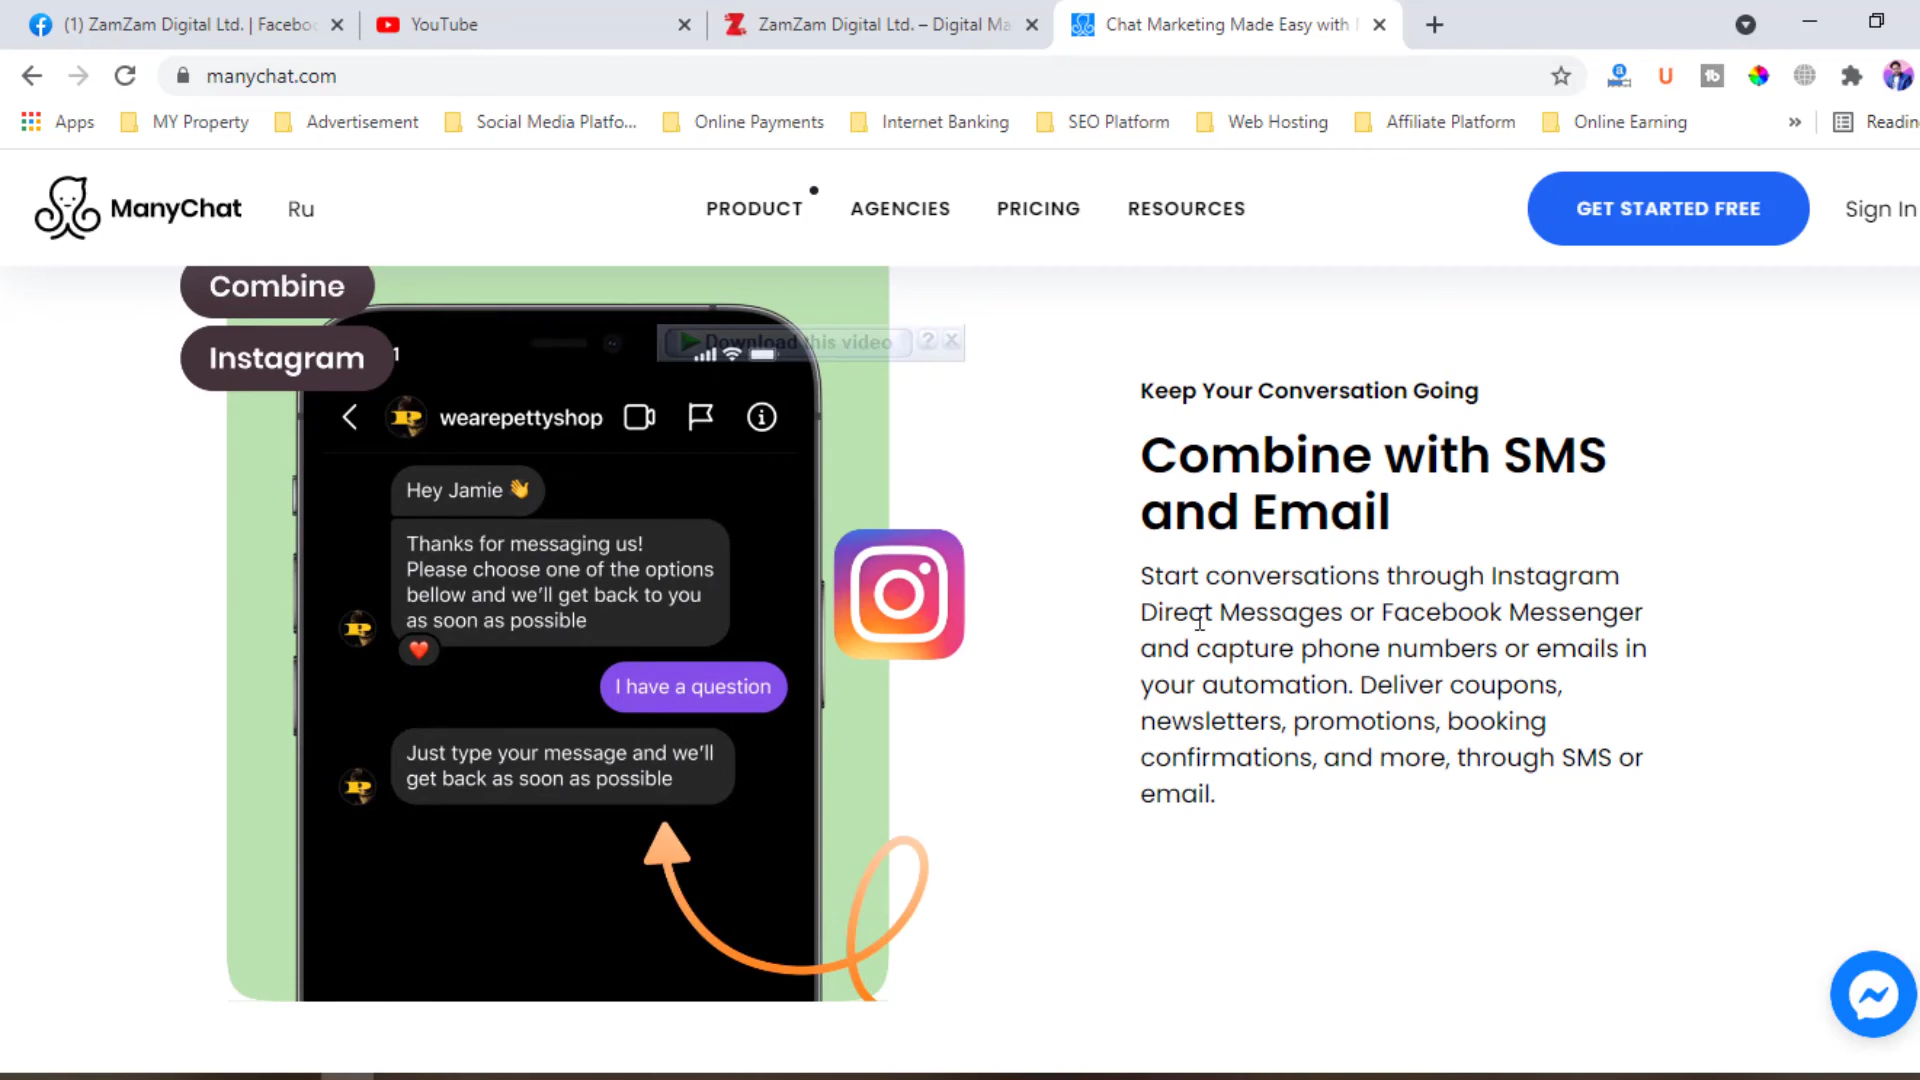 (1) ZamZam Digital Ltd. | Facebo
YouTube
ZamZam Digital Ltd. – Digital Ma
Chat Marketing Made Easy with
manychat.com
Apps
MY Property
Advertisement
Social Media Platfo...
Online Payments
Internet Banking
SEO Platform
Web Hosting
Affiliate Platform
Online Earning
»
Readin
ManyChat
Ru
PRODUCT
AGENCIES
PRICING
RESOURCES
GET STARTED FREE
Sign In
Combine
Instagram
Download this video
wearepettyshop
Hey Jamie 👋
Thanks for messaging us!
Please choose one of the options
bellow and we'll get back to you
as soon as possible
I have a question
Just type your message and we'll
get back as soon as possible
Keep Your Conversation Going
Combine with SMS
and Email
Start conversations through Instagram
Direct Messages or Facebook Messenger
and capture phone numbers or emails in
your automation. Deliver coupons,
newsletters, promotions, booking
confirmations, and more, through SMS or
email.